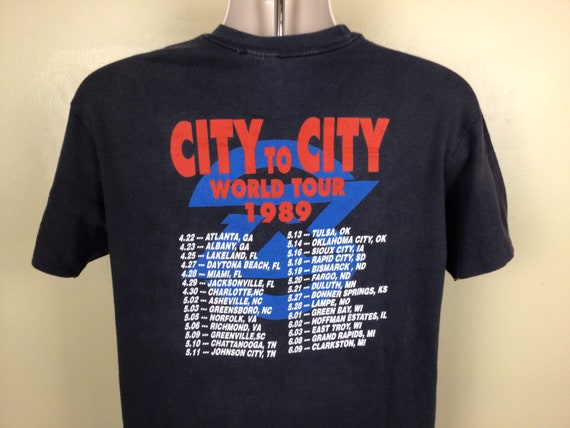 CITY TO CITY
WORLD TOUR
1989
4.22 --- ATLANTA, GA
4.23 --- ALBANY, GA
4.25 --- LAKELAND, FL
4.27 --- DAYTONA BEACH, FL
4.28 --- MIAMI, FL
4.29 --- JACKSONVILLE, FL
4.30 --- CHARLOTTE,NC
5.02 --- ASHEVILLE, NC
5.03 --- GREENSBORO, NC
5.05 --- NORFOLK, VA
5.06 --- RICHMOND, VA
5.09 --- GREENVILLE,SC
5.10 --- CHATTANOOGA, TN
5.11 --- JOHNSON CITY, TN
5.13 --- TULSA, OK
5.14 --- OKLAHOMA CITY, OK
5.16 --- SIOUX CITY, IA
5.18 --- RAPID CITY, SD
5.19 --- BISMARCK, ND
5.20 --- FARGO, ND
5.21 --- DULUTH, MN
5.27 --- BONNER SPRINGS, KS
5.28 --- LAMPE, MO
6.01 --- GREEN BAY, WI
6.02 --- HOFFMAN ESTATES, IL
6.03 --- EAST TROY, WI
6.08 --- GRAND RAPIDS, MI
6.09 --- CLARKSTON, MI